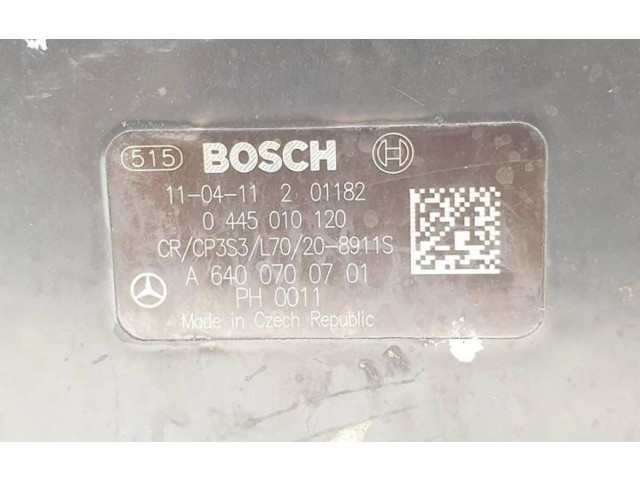 515 BOSCH
11-04-11 2 01182
0 445 010 120
CR/CP3S3/L70/20-8911S
A 640 070 07 01
PH 0011
Made in Czech Republic